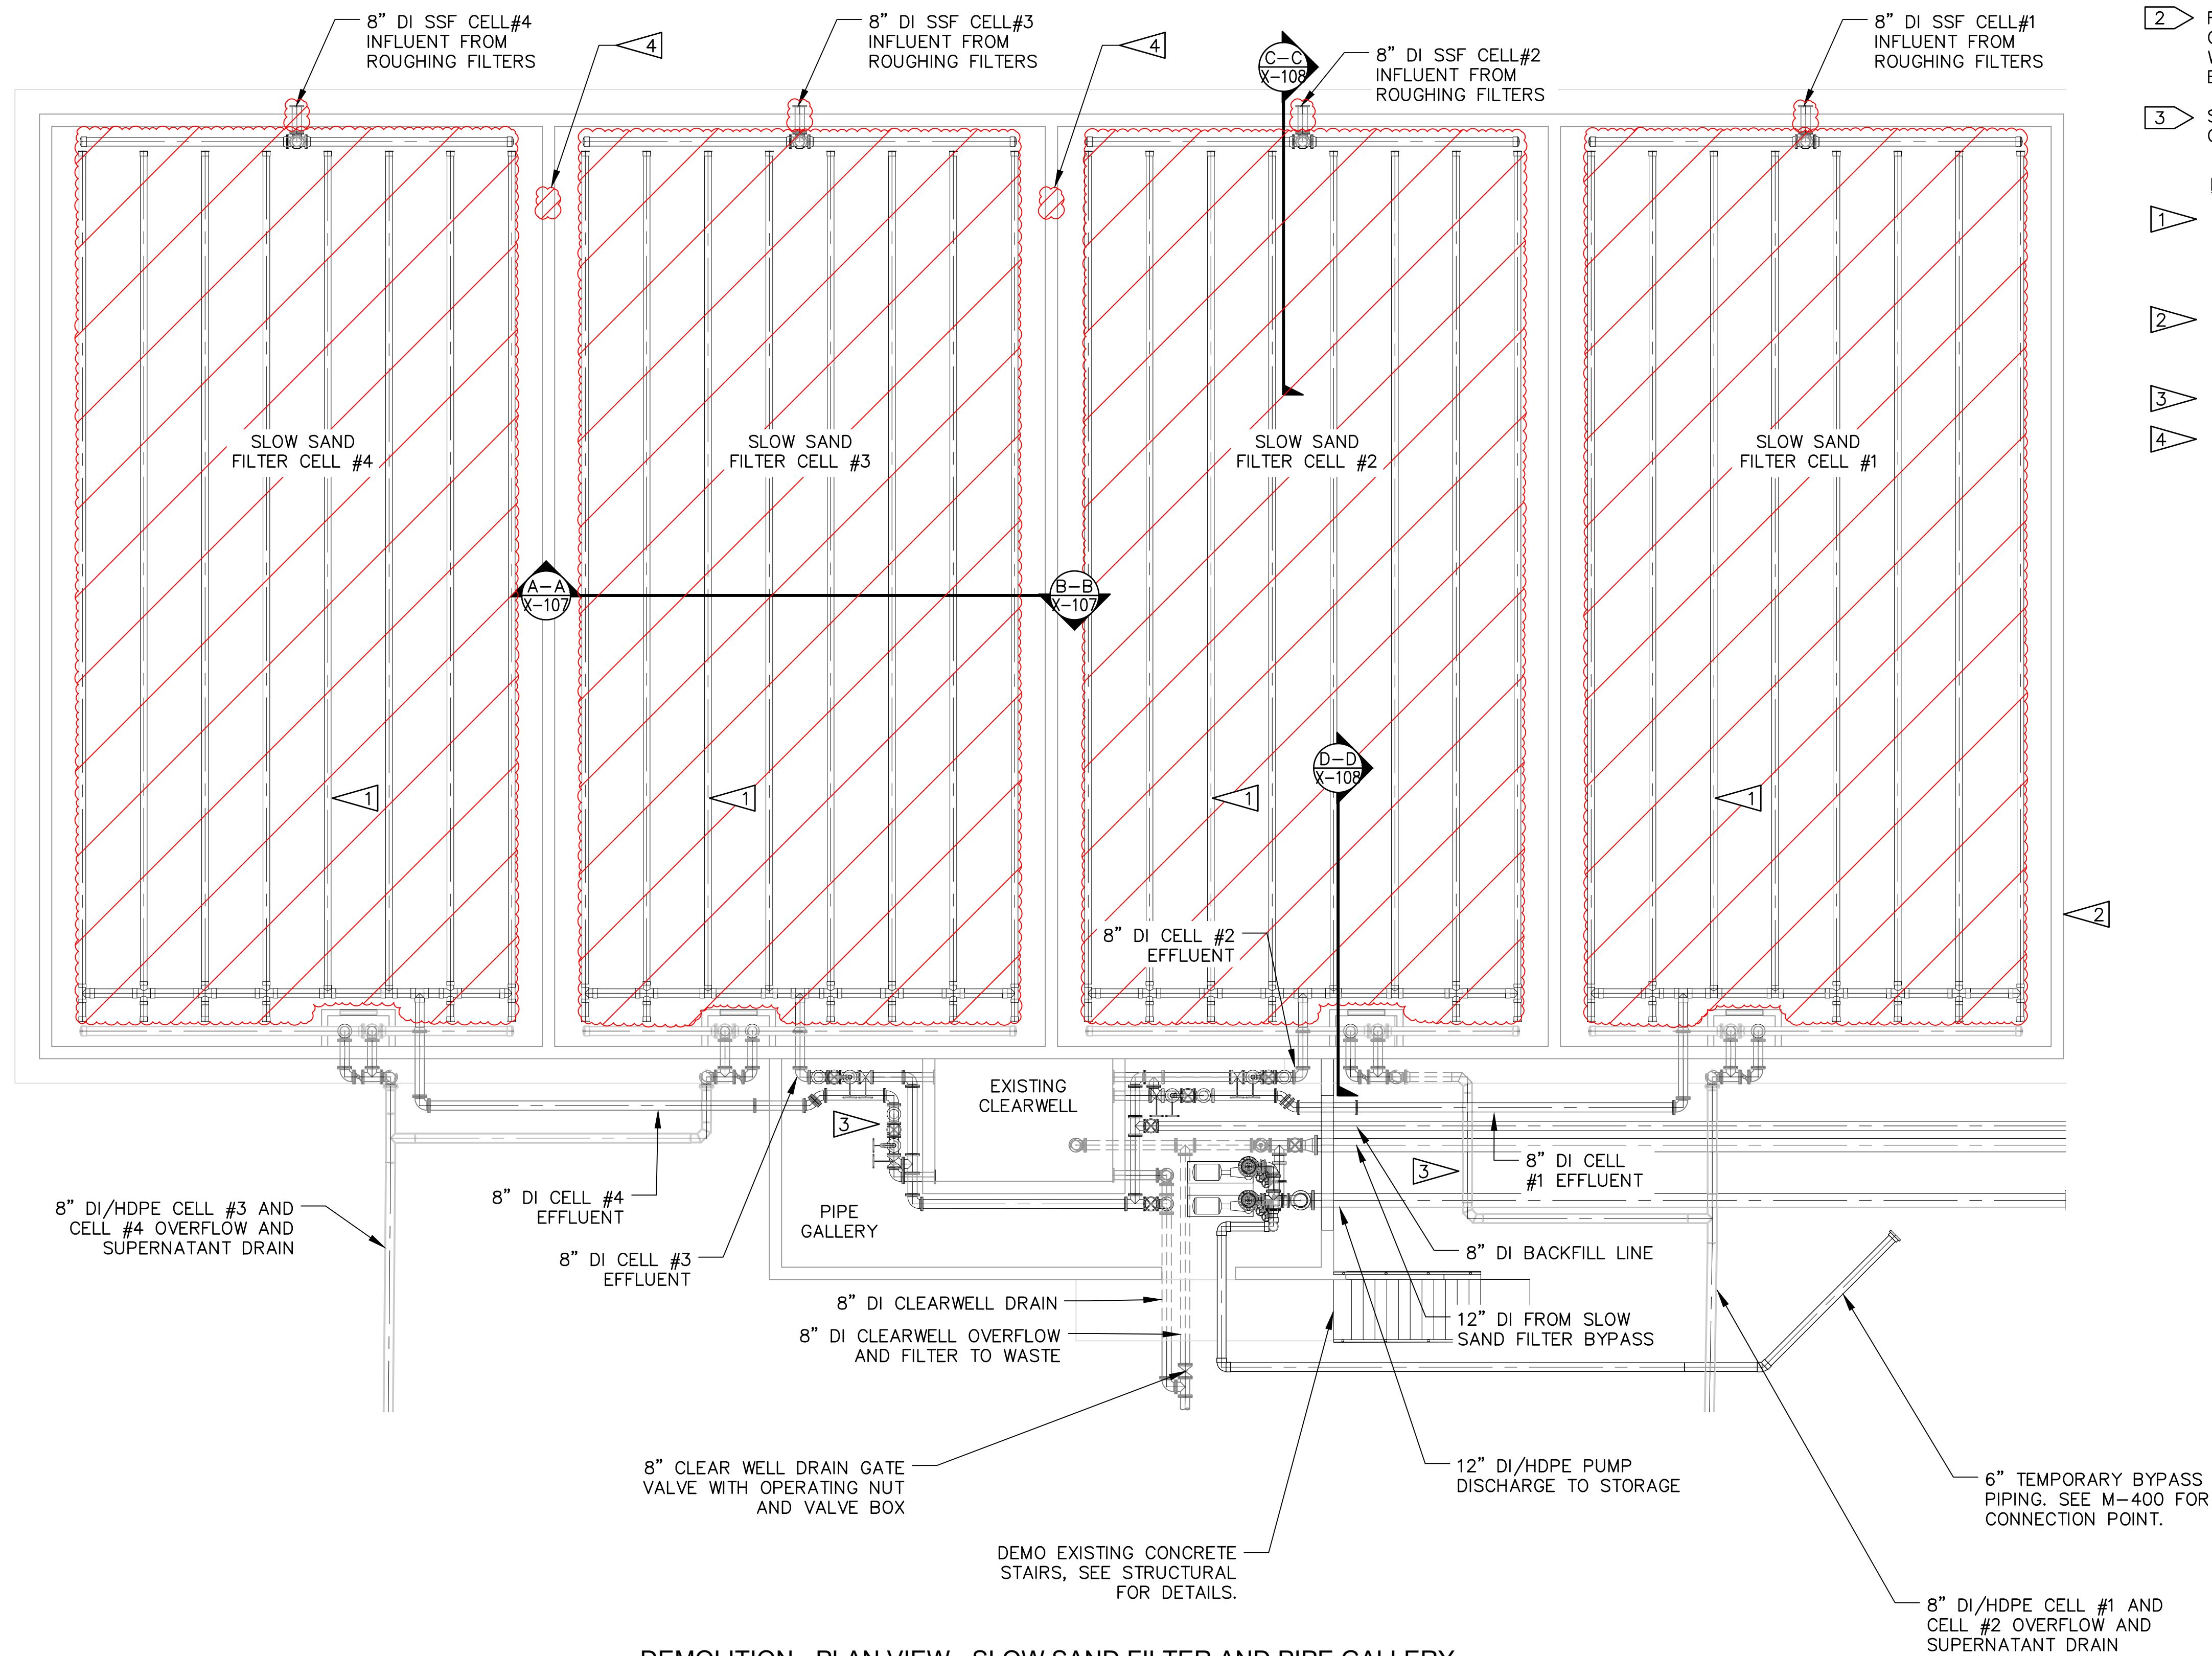 8" DI SSF CELL#4
INFLUENT FROM
ROUGHING FILTERS
4
8" DI SSF CELL#3
INFLUENT FROM
ROUGHING FILTERS
4
C-C
X-108
8" DI SSF CELL#2
INFLUENT FROM
ROUGHING FILTERS
8" DI SSF CELL#1
INFLUENT FROM
ROUGHING FILTERS
2
3
1
2
3
4
SLOW SAND
FILTER CELL #4
SLOW SAND
FILTER CELL #3
SLOW SAND
FILTER CELL #2
SLOW SAND
FILTER CELL #1
A-A
X-107
B-B
X-107
D-D
X-108
1
1
1
1
2
8" DI CELL #2
EFFLUENT
EXISTING
CLEARWELL
3
3
8" DI CELL
#1 EFFLUENT
8" DI/HDPE CELL #3 AND
CELL #4 OVERFLOW AND
SUPERNATANT DRAIN
8" DI CELL #4
EFFLUENT
PIPE
GALLERY
8" DI CELL #3
EFFLUENT
8" DI BACKFILL LINE
8" DI CLEARWELL DRAIN
8" DI CLEARWELL OVERFLOW
AND FILTER TO WASTE
12" DI FROM SLOW
SAND FILTER BYPASS
8" CLEAR WELL DRAIN GATE
VALVE WITH OPERATING NUT
AND VALVE BOX
12" DI/HDPE PUMP
DISCHARGE TO STORAGE
6" TEMPORARY BYPASS
PIPING. SEE M-400 FOR
CONNECTION POINT.
DEMO EXISTING CONCRETE
STAIRS, SEE STRUCTURAL
FOR DETAILS.
8" DI/HDPE CELL #1 AND
CELL #2 OVERFLOW AND
SUPERNATANT DRAIN
DEMOLITION - PLAN VIEW - SLOW SAND FILTER AND PIPE GALLERY